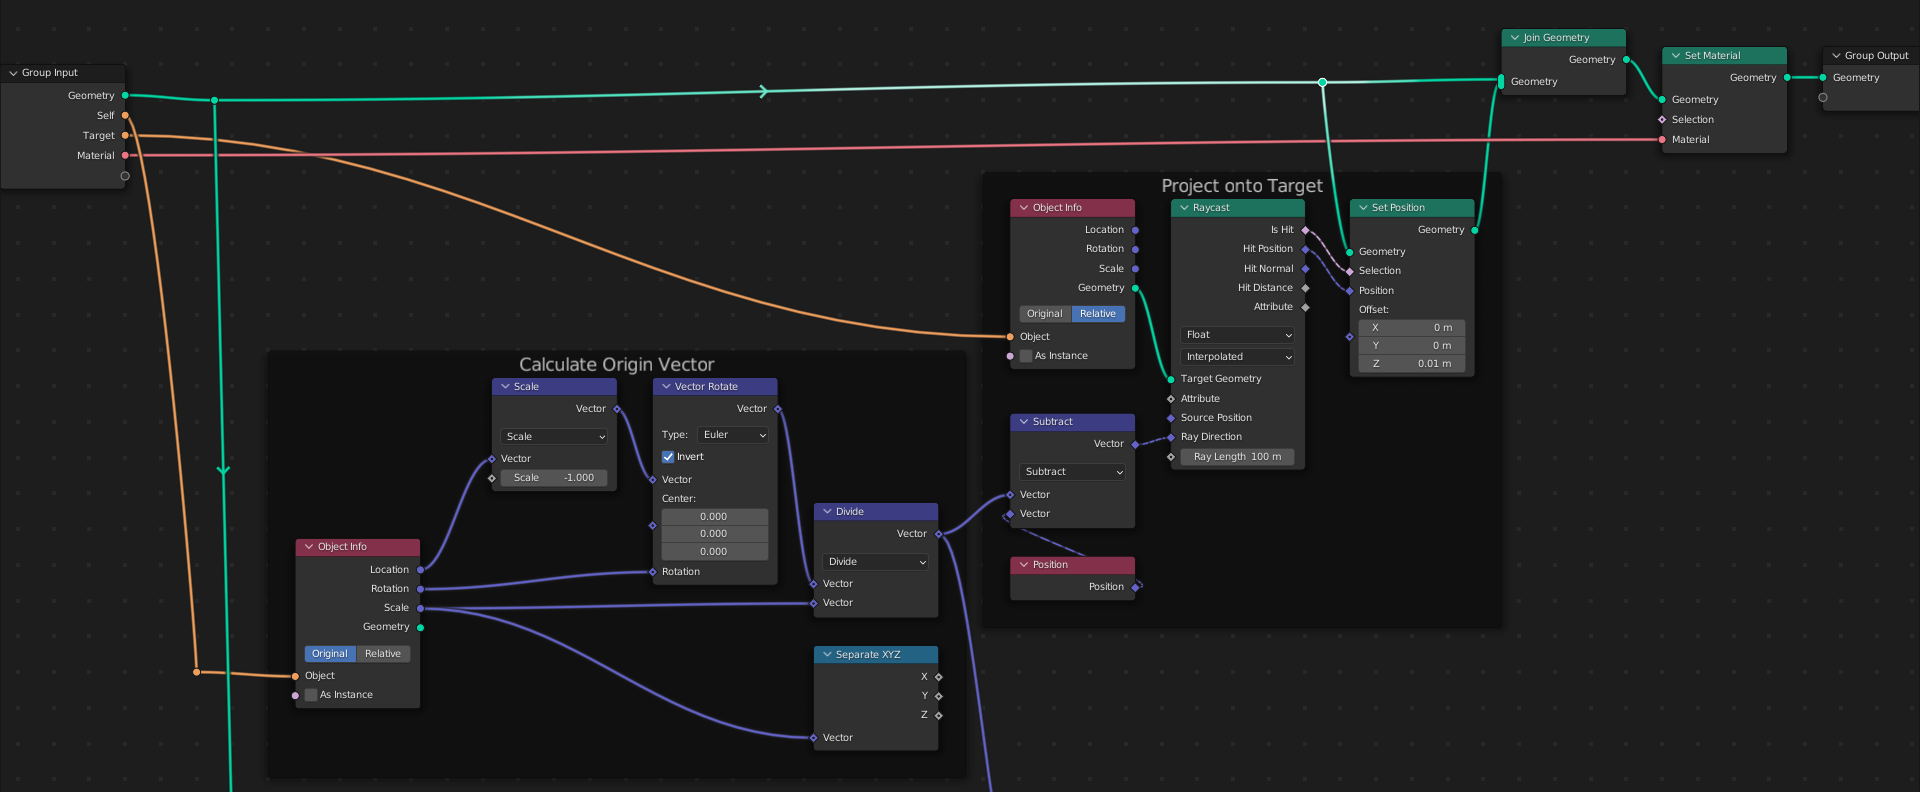 Group Input
Geometry
Self
Target
Material
Join Geometry
Geometry
Geometry
Set Material
Geometry
Geometry
Selection
Material
Group Output
Geometry
Project onto Target
Object Info
Location
Rotation
Scale
Geometry
Original Relative
Object
As Instance
Raycast
Is Hit
Hit Position
Hit Normal
Hit Distance
Attribute
Float
Interpolated
Target Geometry
Attribute
Source Position
Ray Direction
Ray Length 100 m
Set Position
Geometry
Geometry
Selection
Position
Offset:
X 0 m
Y 0 m
Z 0.01 m
Subtract
Vector
Subtract
Vector
Vector
Position
Position
Calculate Origin Vector
Scale
Vector
Scale
Vector
Scale -1.000
Vector Rotate
Vector
Type: Euler
Invert
Vector
Center:
0.000
0.000
0.000
Rotation
Object Info
Location
Rotation
Scale
Geometry
Original Relative
Object
As Instance
Divide
Vector
Divide
Vector
Vector
Separate XYZ
X
Y
Z
Vector